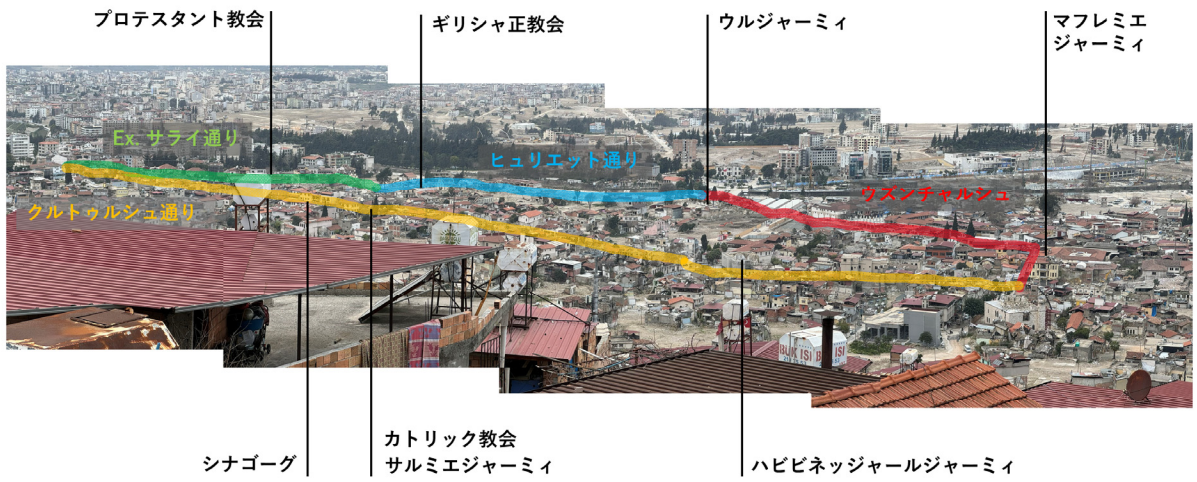 プロテスタント教会
ギリシャ正教会
ウルジャーミィ
マフレミエ
ジャーミィ
Ex. サライ通り
ヒュリエット通り
ウズンチャルシュ
クルトゥルシュ通り
BUK ISI
BUK ISI
シナゴーグ
カトリック教会
サルミエジャーミィ
ハビビネッジャールジャーミィ